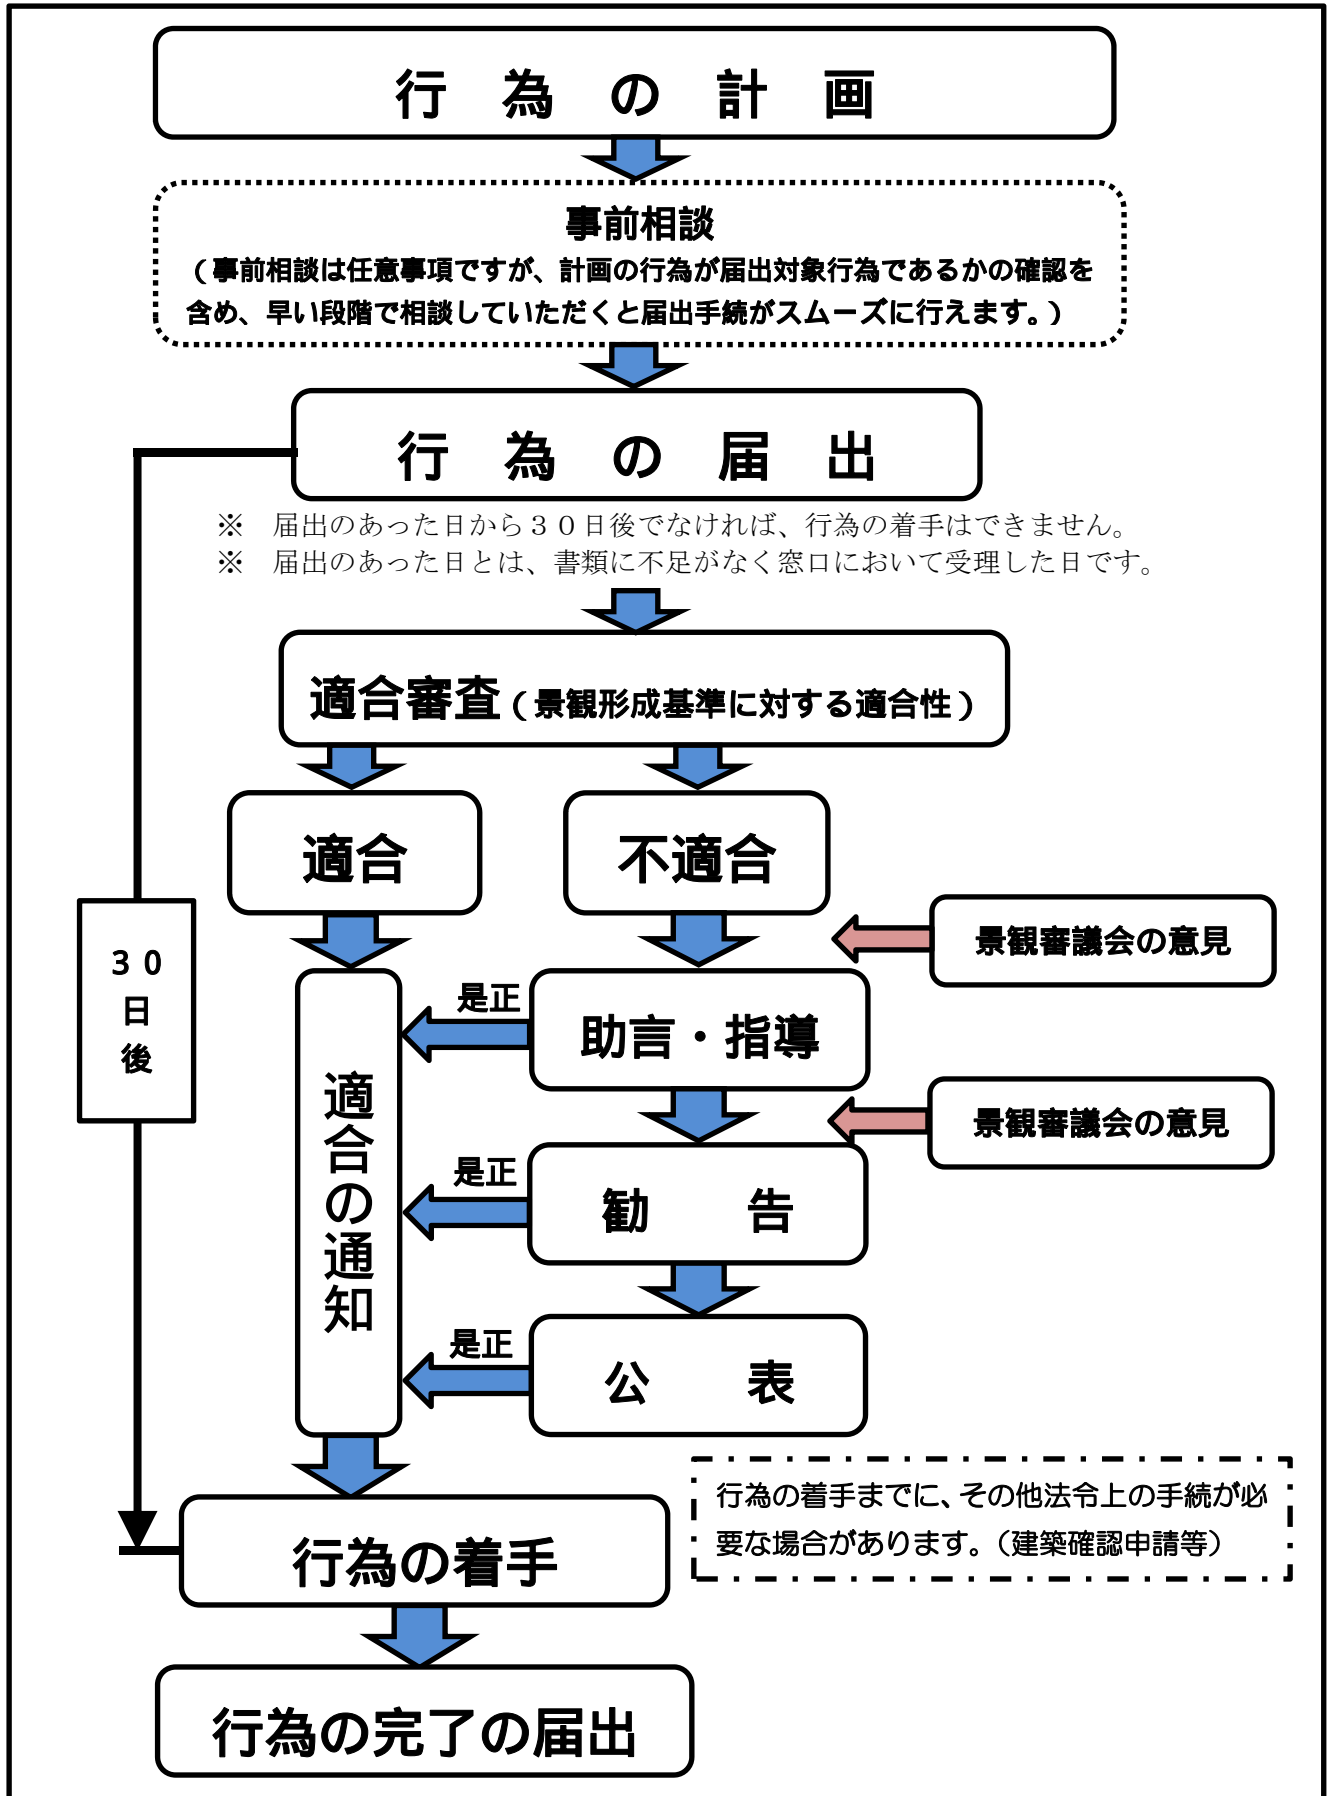 行為の計画
事前相談
（事前相談は任意事項ですが、計画の行為が届出対象行為であるかの確認を
含め、早い段階で相談していただくと届出手続がスムーズに行えます。）
行為の届出
※　届出のあった日から３０日後でなければ、行為の着手はできません。
※　届出のあった日とは、書類に不足がなく窓口において受理した日です。
適合審査（景観形成基準に対する適合性）
適合
不適合
景観審議会の意見
３０
日
後
是正
助言・指導
景観審議会の意見
適合の通知
是正
勧告
是正
公表
行為の着手までに、その他法令上の手続が必
要な場合があります。（建築確認申請等）
行為の着手
行為の完了の届出